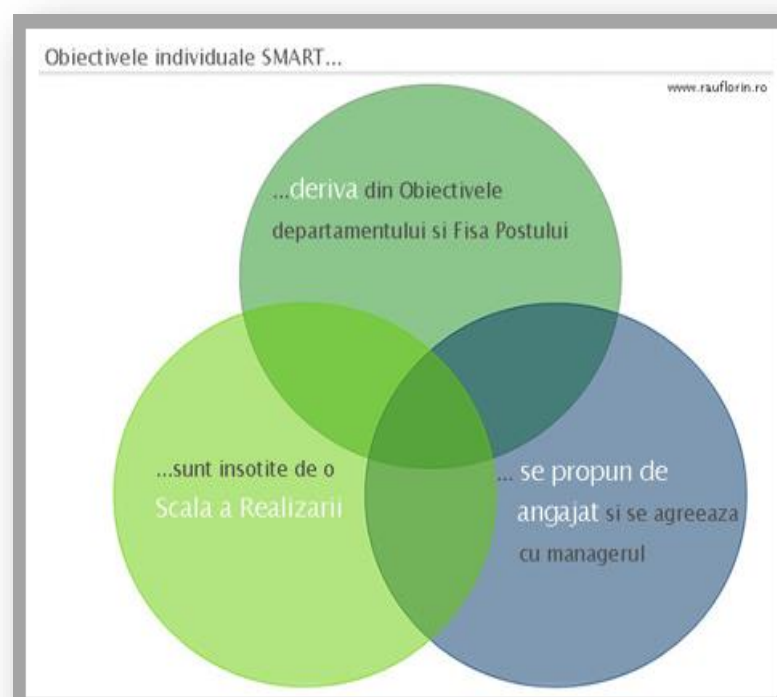 Obiectivele individuale SMART...
www.rauflorin.ro
...deriva din Obiectivele
departamentului si Fisa Postului
...sunt insotite de o
Scala a Realizarii
... se propun de
angajat si se agreeaza
cu managerul